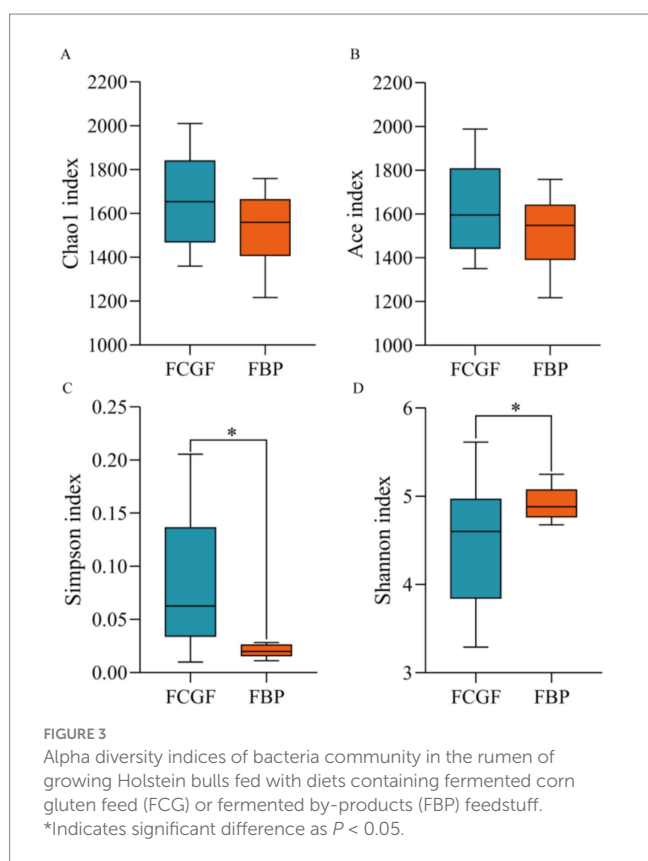 A
2200
2000
1800
1600
1400
1200
1000
Chao1 index
FCGF FBP
B
2200
2000
1800
1600
1400
1200
1000
Ace index
FCGF FBP
C
0.25
0.20
0.15
0.10
0.05
0.00
Simpson index
*
FCGF FBP
D
6
5
4
3
Shannon index
*
FCGF FBP
FIGURE 3
Alpha diversity indices of bacteria community in the rumen of
growing Holstein bulls fed with diets containing fermented corn
gluten feed (FCG) or fermented by-products (FBP) feedstuff.
*Indicates significant difference as P < 0.05.